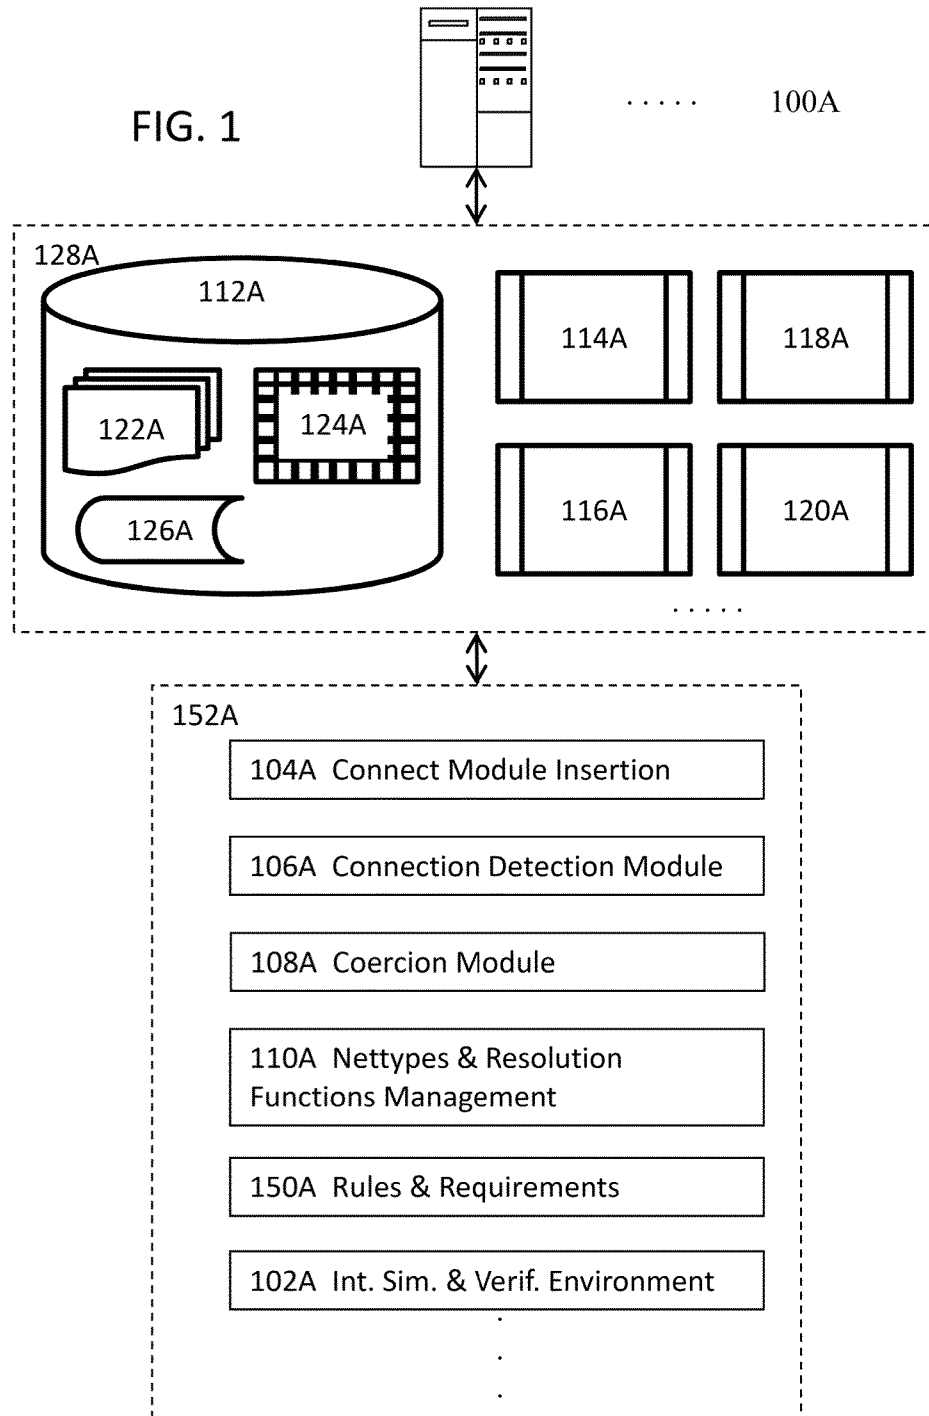 FIG. 1
. . . . . 100A
128A
112A
114A
118A
122A
124A
116A
120A
126A
. . . . .
152A
104A Connect Module Insertion
106A Connection Detection Module
108A Coercion Module
110A Nettypes & Resolution
Functions Management
150A Rules & Requirements
102A Int. Sim. & Verif. Environment
.
.
.